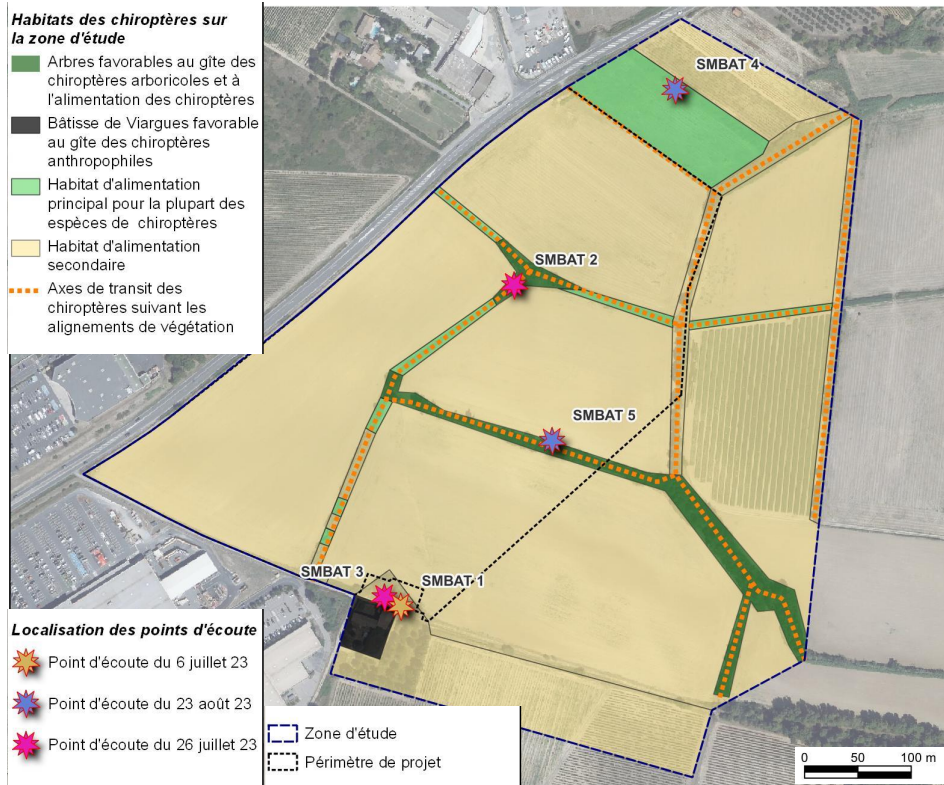 Habitats des chiroptères sur
la zone d'étude
Arbres favorables au gîte des
chiroptères arboricoles et à
l'alimentation des chiroptères
Bâtisse de Viargues favorable
au gîte des chiroptères
anthropophiles
Habitat d'alimentation
principal pour la plupart des
espèces de chiroptères
Habitat d'alimentation
secondaire
Axes de transit des
chiroptères suivant les
alignements de végétation
SMBAT 4
SMBAT 2
SMBAT 5
SMBAT 3
SMBAT 1
Localisation des points d'écoute
Point d'écoute du 6 juillet 23
Point d'écoute du 23 août 23
Point d'écoute du 26 juillet 23
Zone d'étude
Périmètre de projet
0 50 100 m